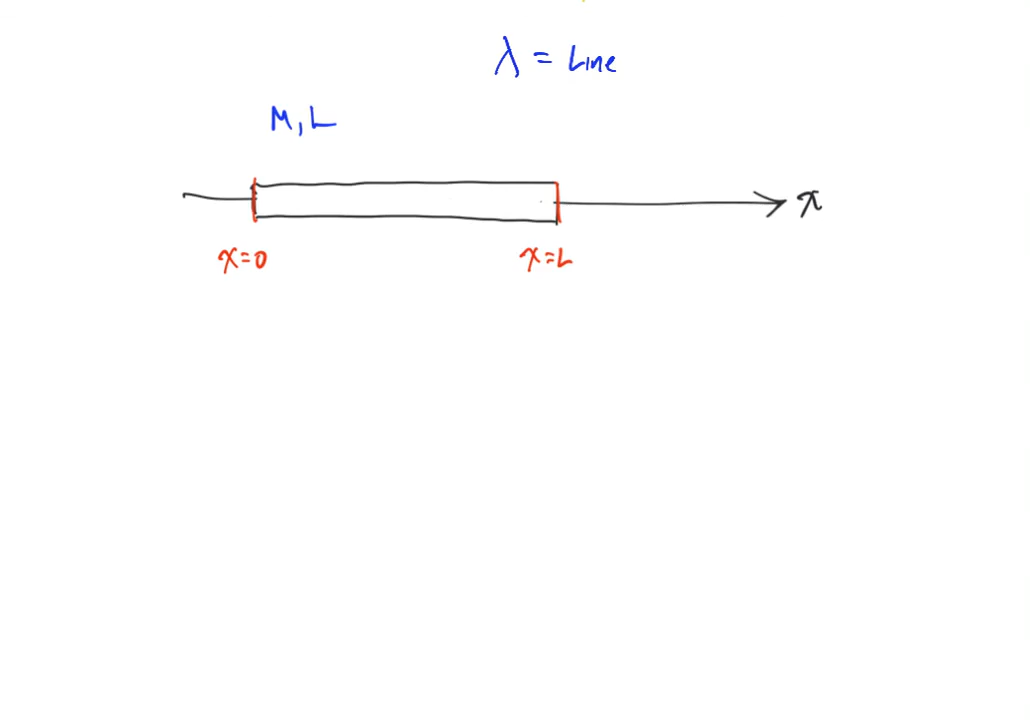 λ = Line
M, L
x
x=0
x=L